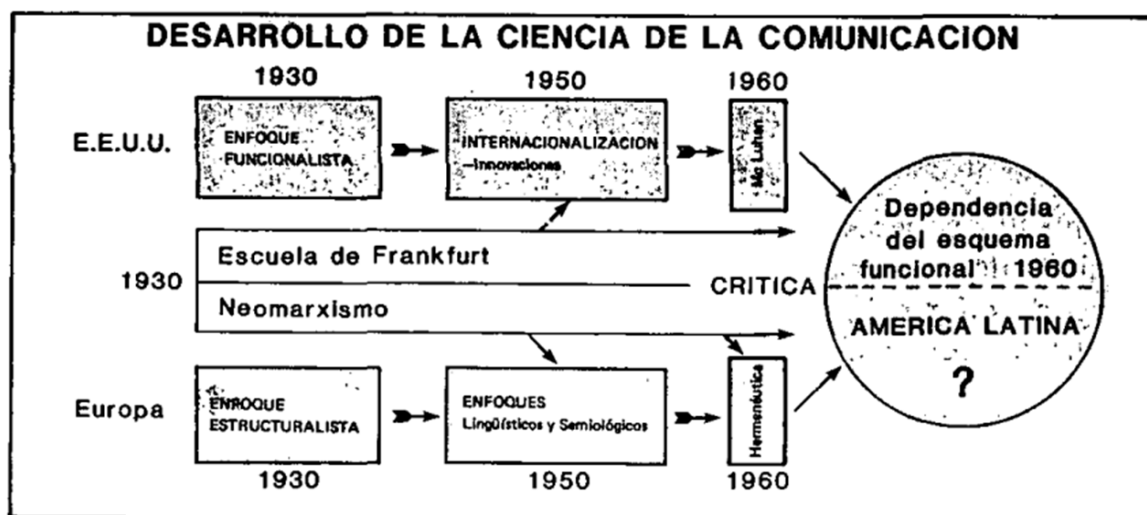 DESARROLLO DE LA CIENCIA DE LA COMUNICACION
1930
1950
1960
E.E.U.U.
ENFOQUE
FUNCIONALISTA
INTERNACIONALIZACION
—Innovaciones
Mc Luhan
Dependencia
del esquema
funcional 1960
1930
Escuela de Frankfurt
Neomarxismo
CRITICA
AMERICA LATINA
?
Europa
ENFOQUE
ESTRUCTURALISTA
ENFOQUES
Lingüísticos y Semiológicos
Hermenéutica
1930
1950
1960